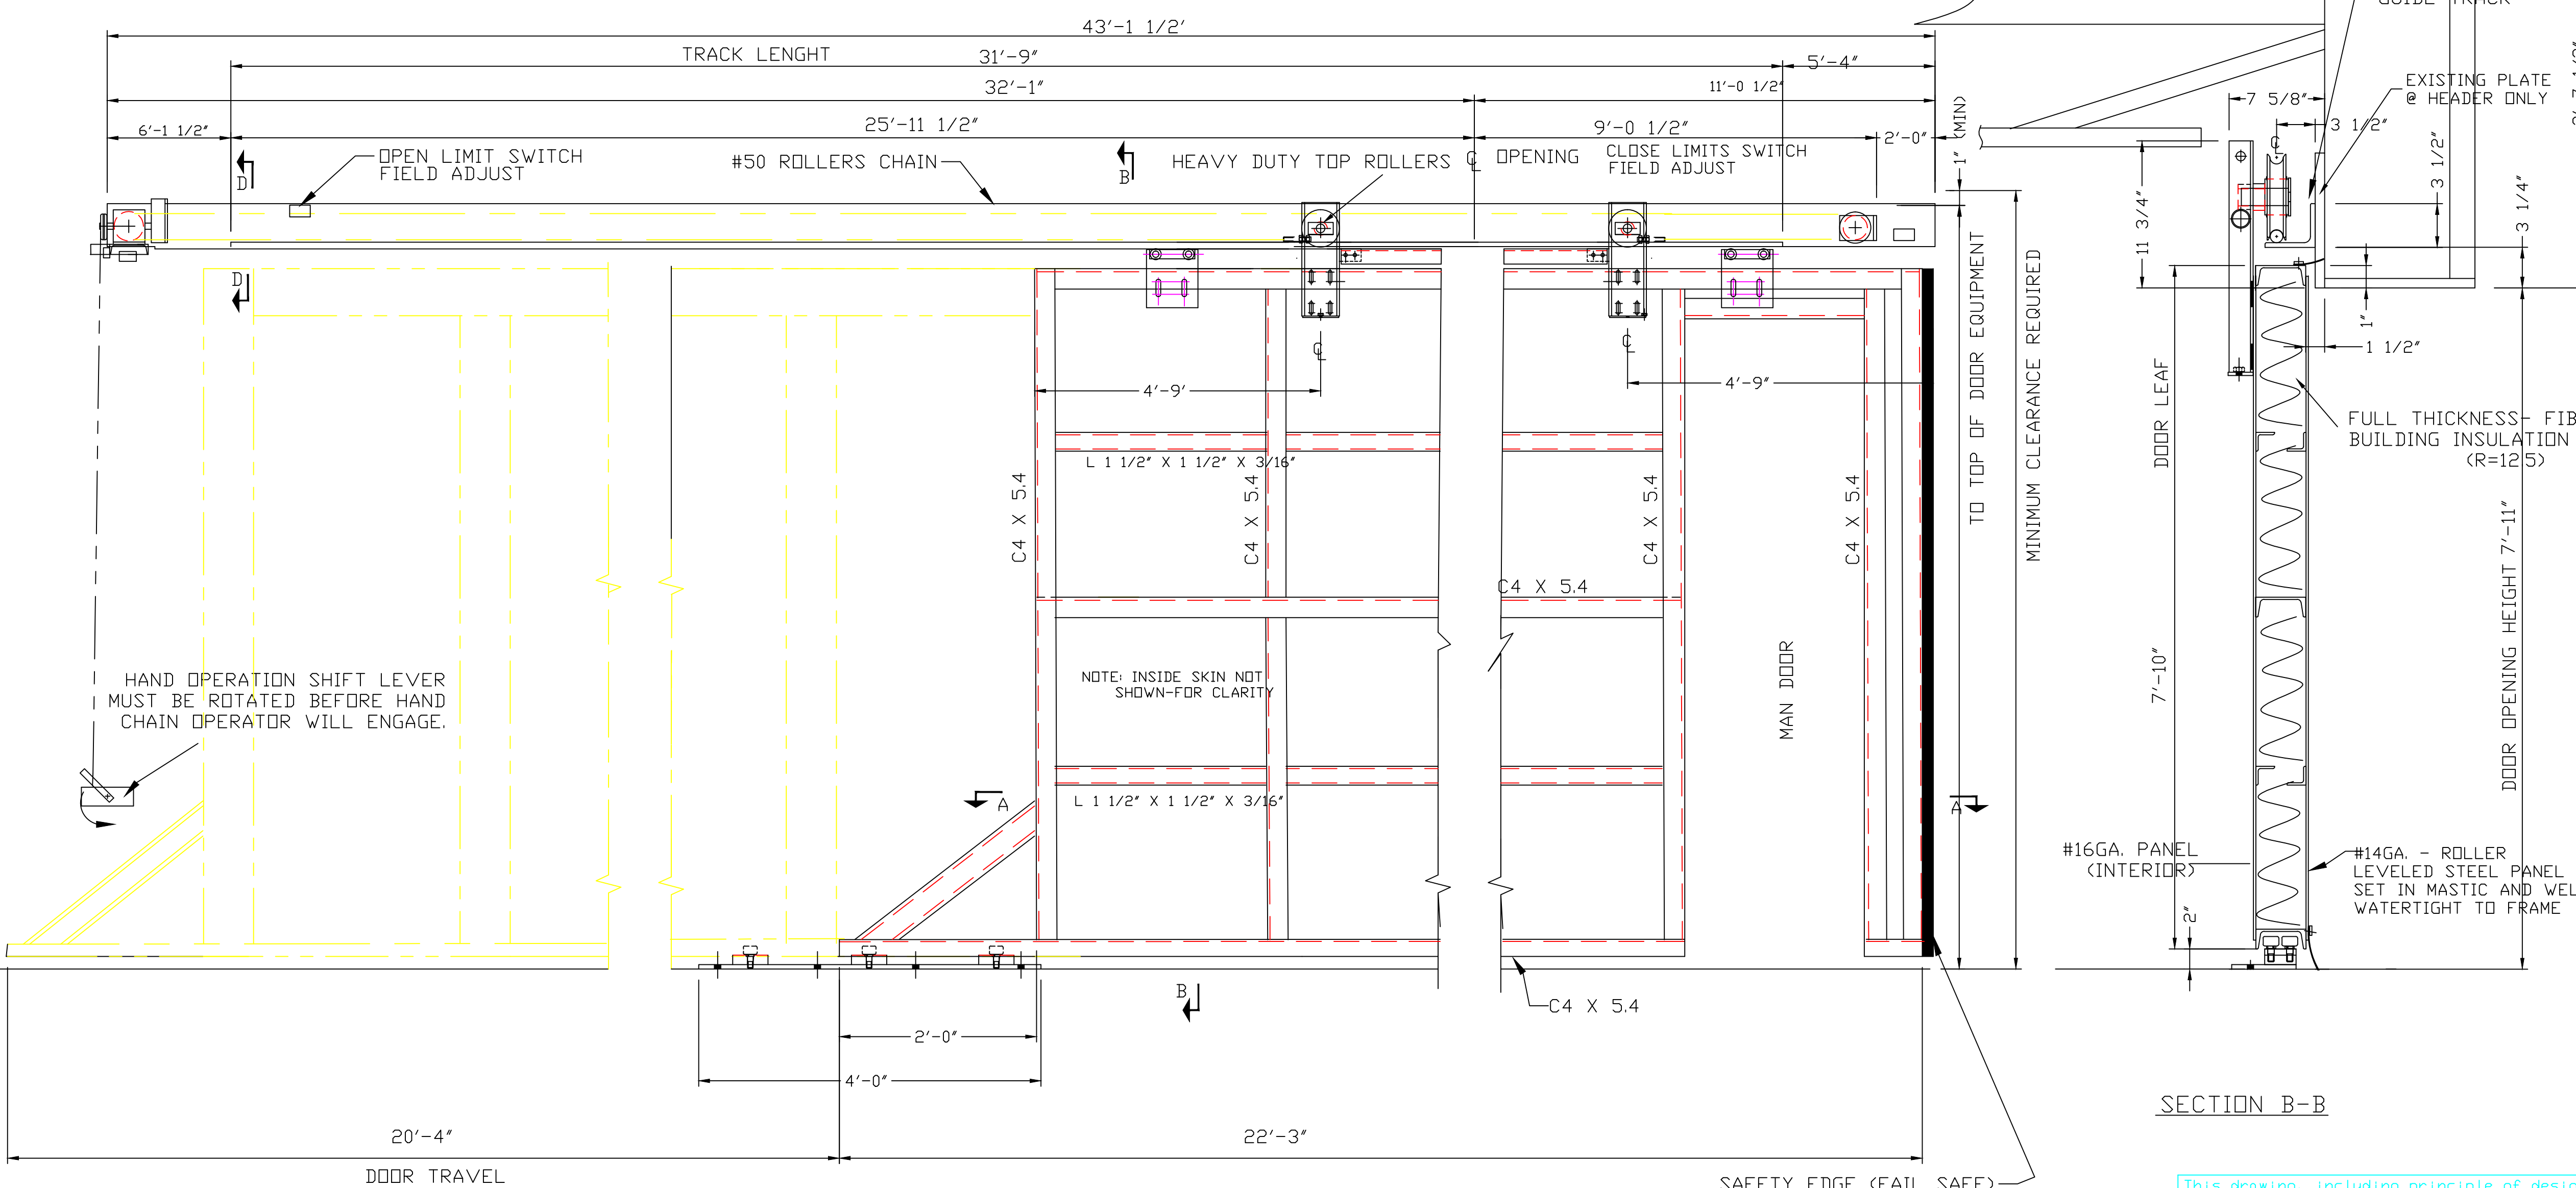 43'-1 1/2'
GUIDE TRACK
TRACK LENGHT
31'-9"
5'-4"
32'-1"
11'-0 1/2"
7 5/8"
EXISTING PLATE
@ HEADER ONLY
6'-1 1/2"
25'-11 1/2"
9'-0 1/2"
2'-0"
1" (MIN)
3 1/2"
OPEN LIMIT SWITCH
FIELD ADJUST
#50 ROLLERS CHAIN
HEAVY DUTY TOP ROLLERS
OPENING
CLOSE LIMITS SWITCH
FIELD ADJUST
D
B
3 1/2"
11 3/4"
3 1/4"
D
TO TOP OF DOOR EQUIPMENT
MINIMUM CLEARANCE REQUIRED
1"
1 1/2"
4'-9'
4'-9"
DOOR LEAF
FULL THICKNESS- FIB
BUILDING INSULATION
(R=12.5)
L 1 1/2" X 1 1/2" X 3/16"
C4 X 5.4
C4 X 5.4
C4 X 5.4
C4 X 5.4
C4 X 5.4
HAND OPERATION SHIFT LEVER
MUST BE ROTATED BEFORE HAND
CHAIN OPERATOR WILL ENGAGE.
NOTE: INSIDE SKIN NOT
SHOWN-FOR CLARITY
MAN DOOR
7'-10"
DOOR OPENING HEIGHT 7'-11"
L 1 1/2" X 1 1/2" X 3/16"
A
A
#16GA. PANEL
(INTERIOR)
#14GA. - ROLLER
LEVELED STEEL PANEL
SET IN MASTIC AND WEL
WATERTIGHT TO FRAME
2"
B
C4 X 5.4
2'-0"
4'-0"
SECTION B-B
20'-4"
22'-3"
DOOR TRAVEL
SAFETY EDGE (FAIL SAFE)
This drawing, including principle of desig